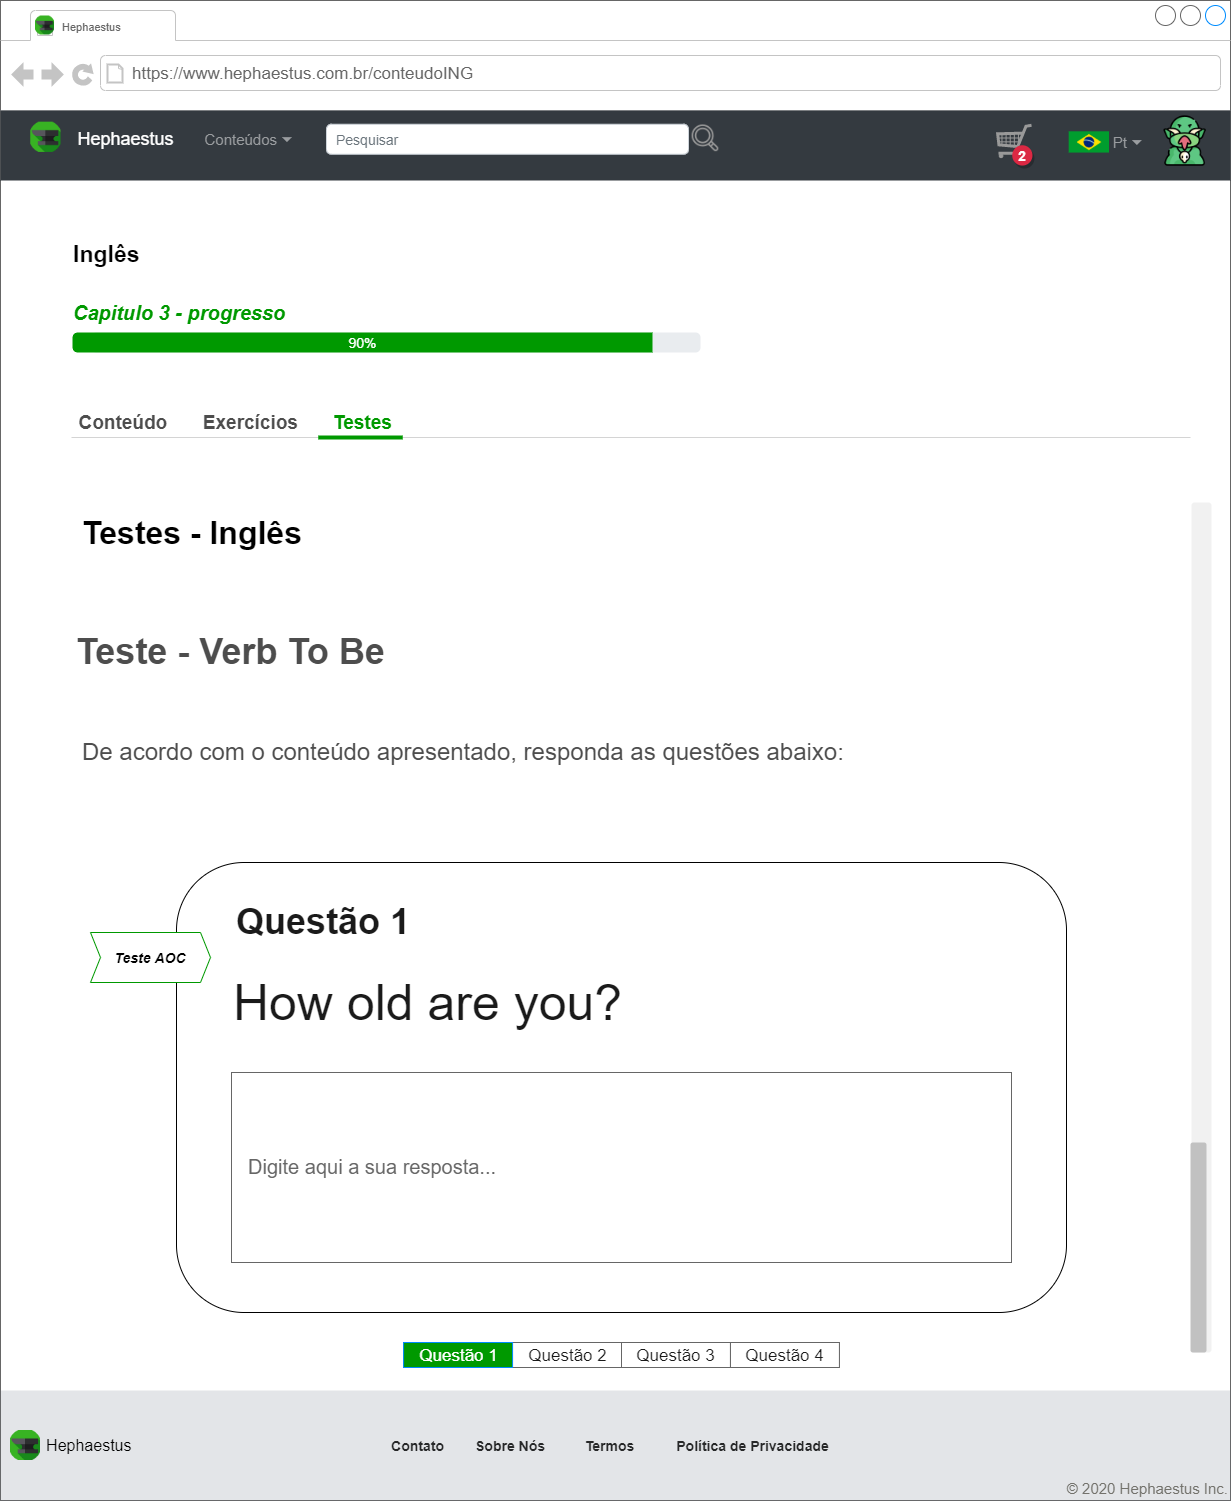 Hephaestus
https://www.hephaestus.com.br/conteudoING
Hephaestus Conteúdos Pesquisar 2 Pt
Inglês
Capitulo 3 - progresso
90%
Conteúdo Exercícios Testes
Testes - Inglês
Teste - Verb To Be
De acordo com o conteúdo apresentado, responda as questões abaixo:
Questão 1
Teste AOC
How old are you?
Digite aqui a sua resposta...
Questão 1 Questão 2 Questão 3 Questão 4
Hephaestus Contato Sobre Nós Termos Política de Privacidade
© 2020 Hephaestus Inc.